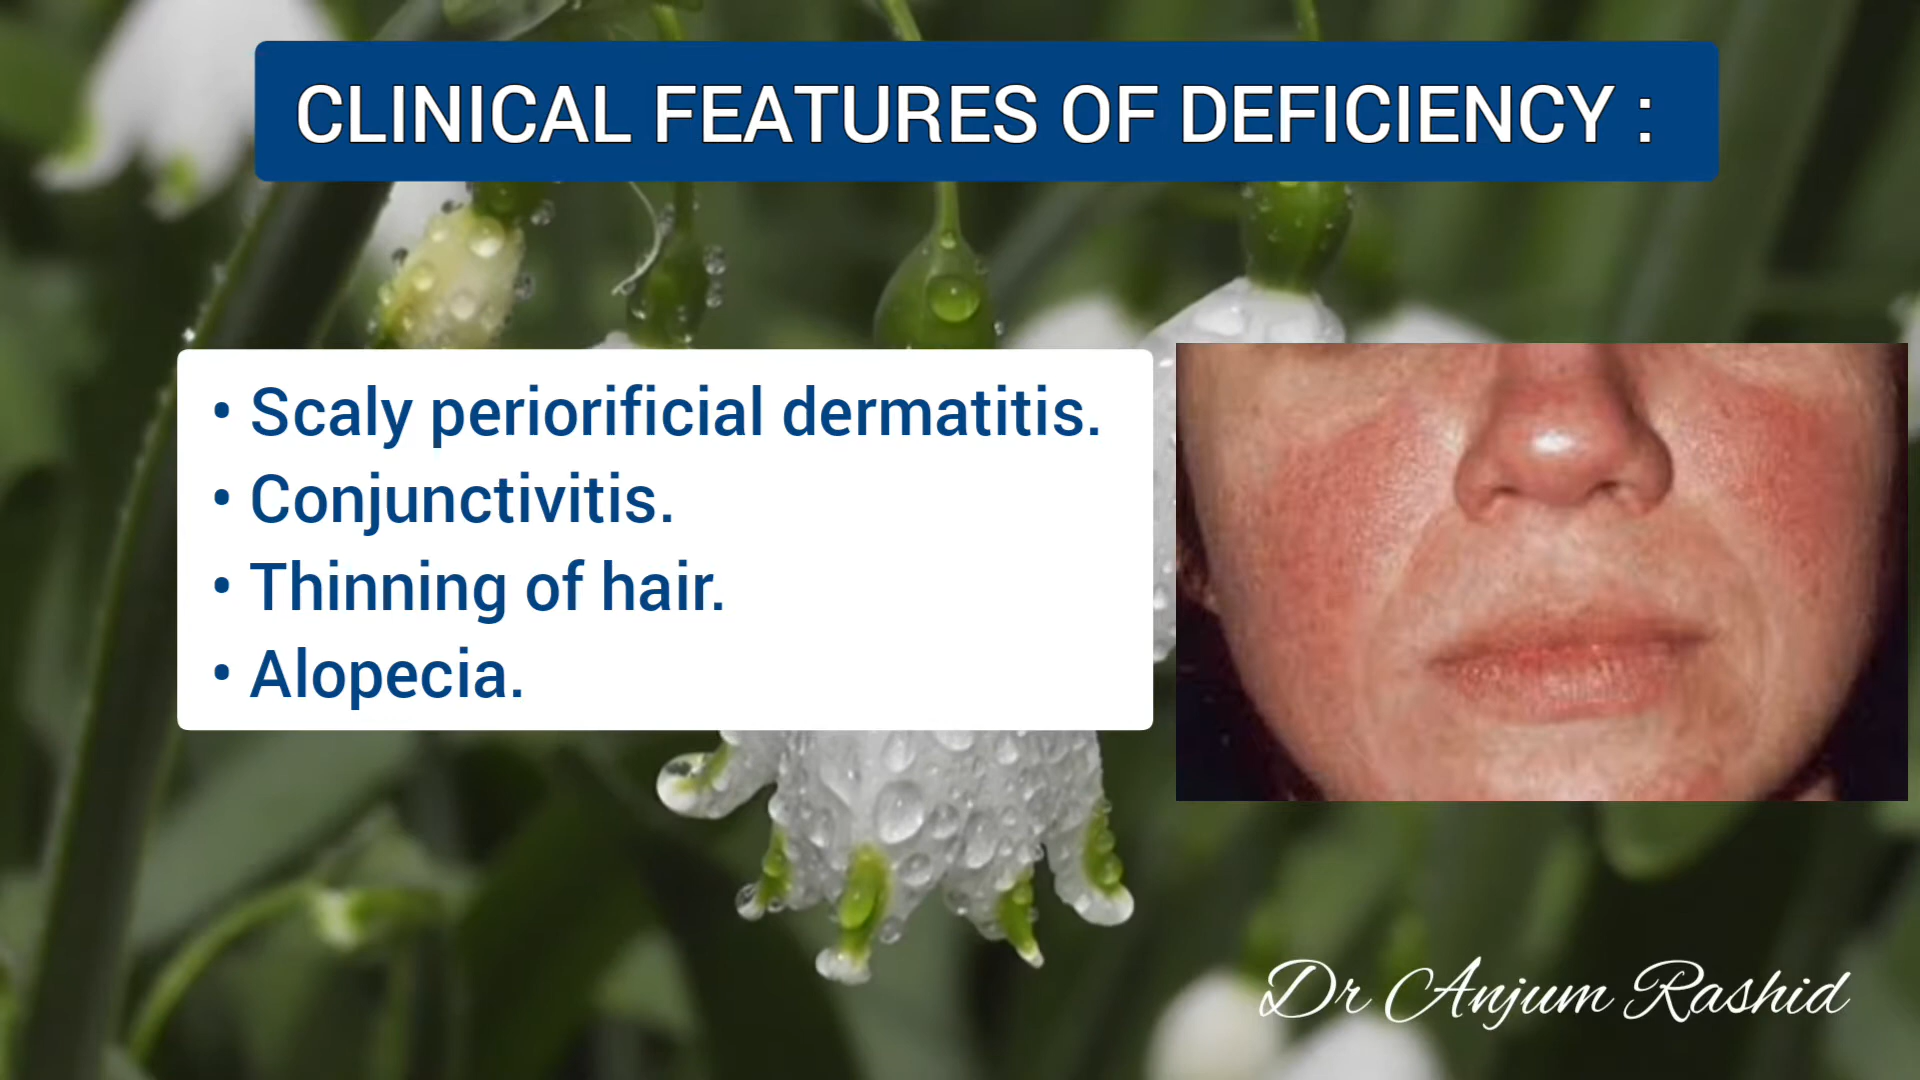 CLINICAL FEATURES OF DEFICIENCY :
• Scaly periorificial dermatitis.
• Conjunctivitis.
• Thinning of hair.
• Alopecia.
Dr Anjum Rashid